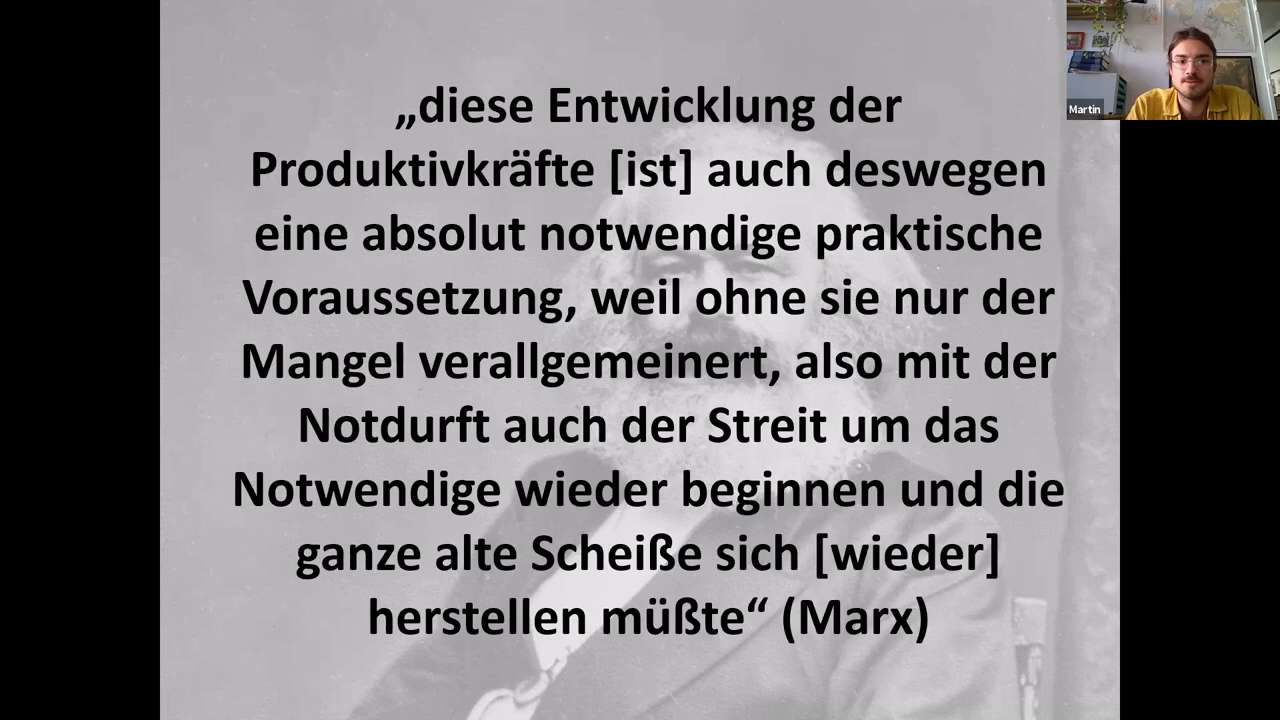 „diese Entwicklung der
Produktivkräfte [ist] auch deswegen
eine absolut notwendige praktische
Voraussetzung, weil ohne sie nur der
Mangel verallgemeinert, also mit der
Notdurft auch der Streit um das
Notwendige wieder beginnen und die
ganze alte Scheiße sich [wieder]
herstellen müßte“ (Marx)
Martin